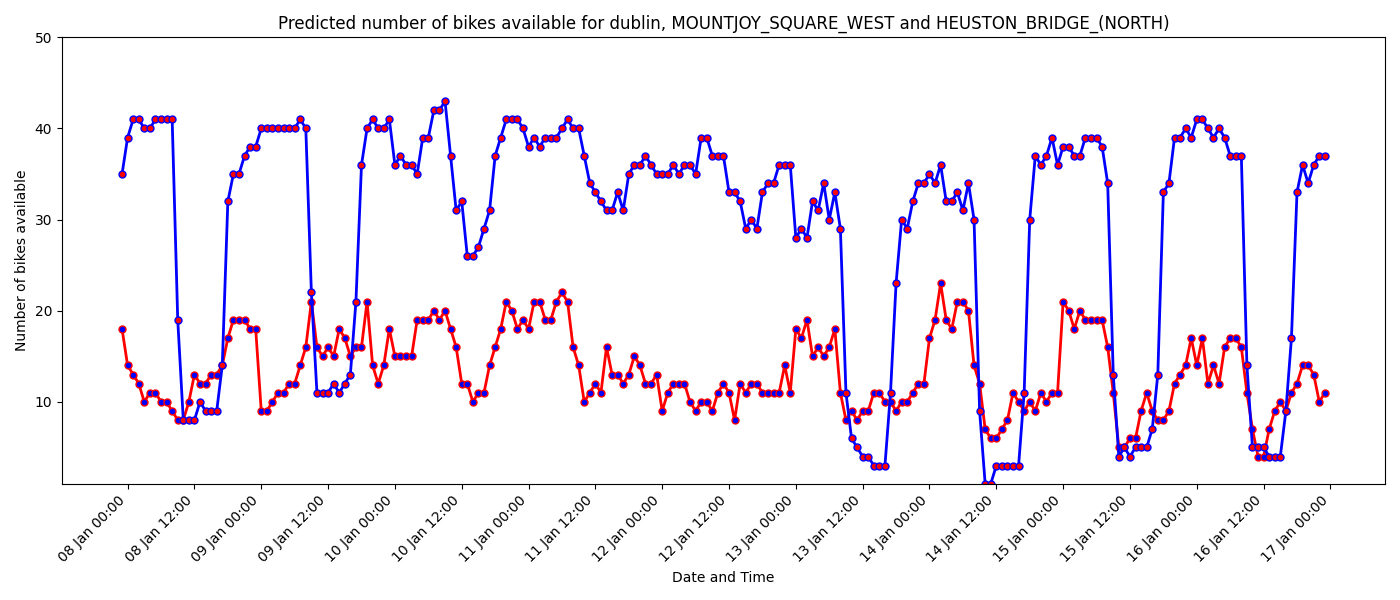 Predicted number of bikes available for dublin, MOUNTJOY_SQUARE_WEST and HEUSTON_BRIDGE_(NORTH)
Number of bikes available
50
40
30
20
10
08 Jan 00:00
08 Jan 12:00
09 Jan 00:00
09 Jan 12:00
10 Jan 00:00
10 Jan 12:00
11 Jan 00:00
11 Jan 12:00
12 Jan 00:00
12 Jan 12:00
13 Jan 00:00
13 Jan 12:00
14 Jan 00:00
14 Jan 12:00
15 Jan 00:00
15 Jan 12:00
16 Jan 00:00
16 Jan 12:00
17 Jan 00:00
Date and Time